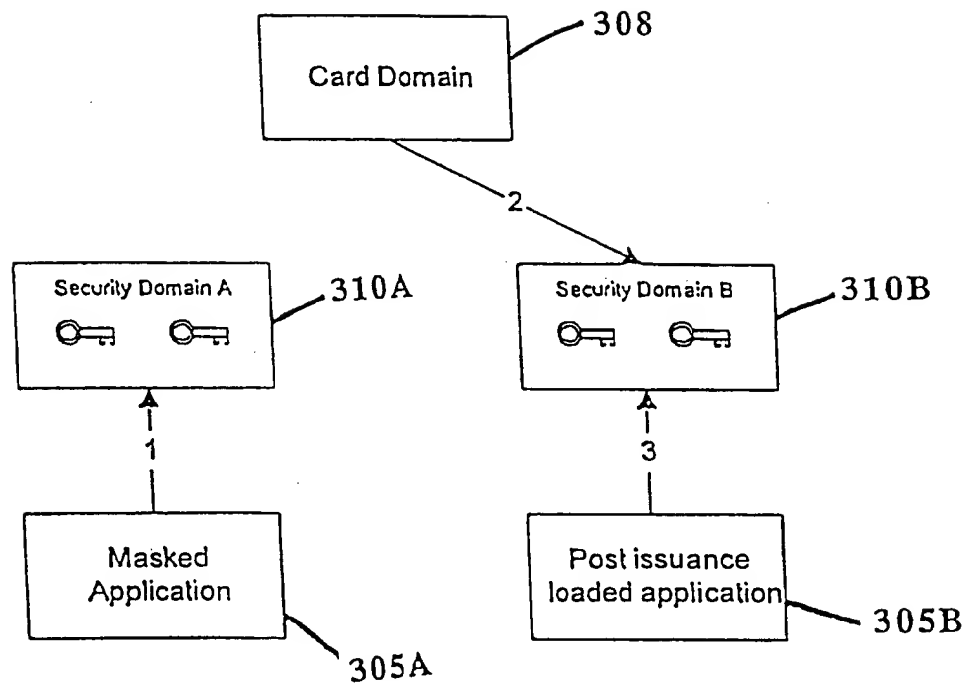 308
Card Domain
2
Security Domain A
310A
Security Domain B
310B
1
3
Masked
Application
Post issuance
loaded application
305A
305B